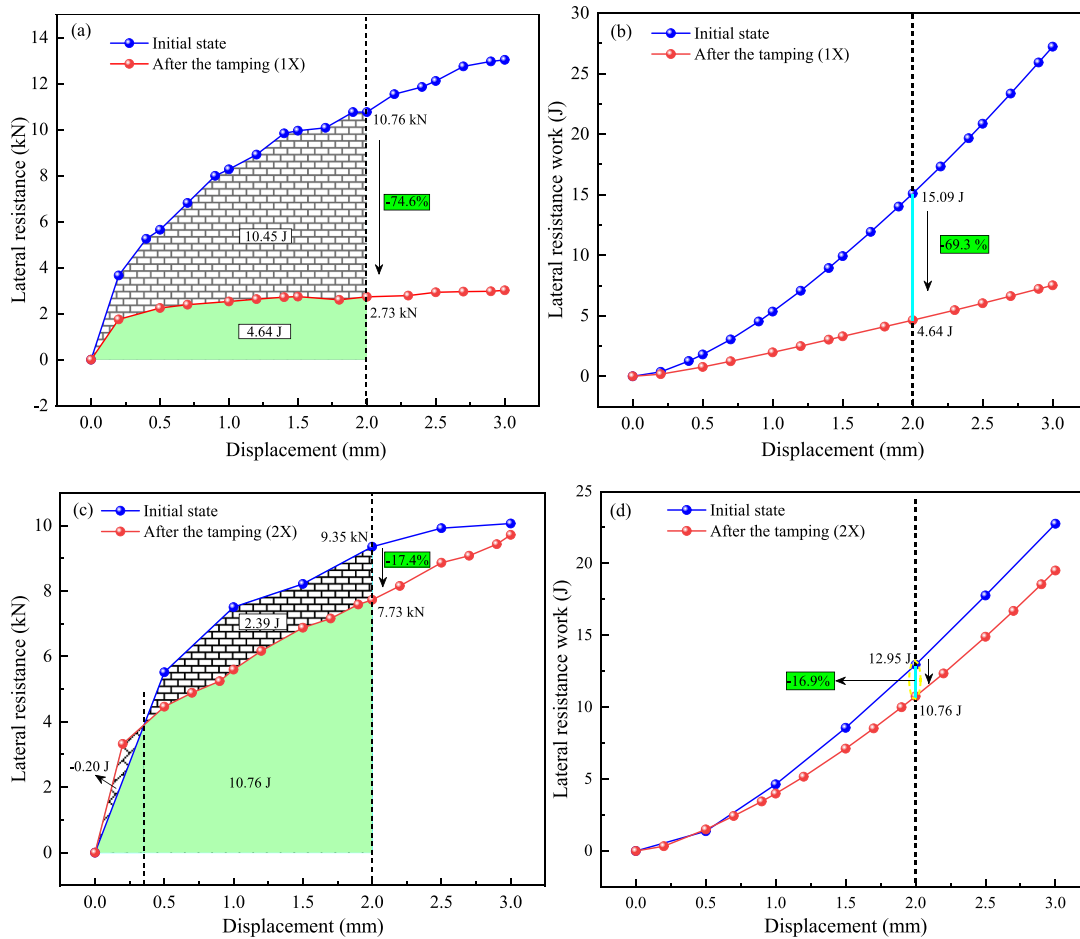 (a)
Initial state
After the tamping (1X)
Lateral resistance (kN)
14
12
10
8
6
4
2
0
-2
10.76 kN
-74.6%
10.45 J
2.73 kN
4.64 J
0.0 0.5 1.0 1.5 2.0 2.5 3.0
Displacement (mm)
(b)
Initial state
After the tamping (1X)
Lateral resistance work (J)
30
25
20
15
10
5
0
15.09 J
-69.3 %
4.64 J
0.0 0.5 1.0 1.5 2.0 2.5 3.0
Displacement (mm)
(c)
Initial state
After the tamping (2X)
Lateral resistance (kN)
10
8
6
4
2
0
9.35 kN
-17.4%
2.39 J
7.73 kN
-0.20 J
10.76 J
0.0 0.5 1.0 1.5 2.0 2.5 3.0
Displacement (mm)
(d)
Initial state
After the tamping (2X)
Lateral resistance work (J)
25
20
15
10
5
0
12.95 J
-16.9%
10.76 J
0.0 0.5 1.0 1.5 2.0 2.5 3.0
Displacement (mm)